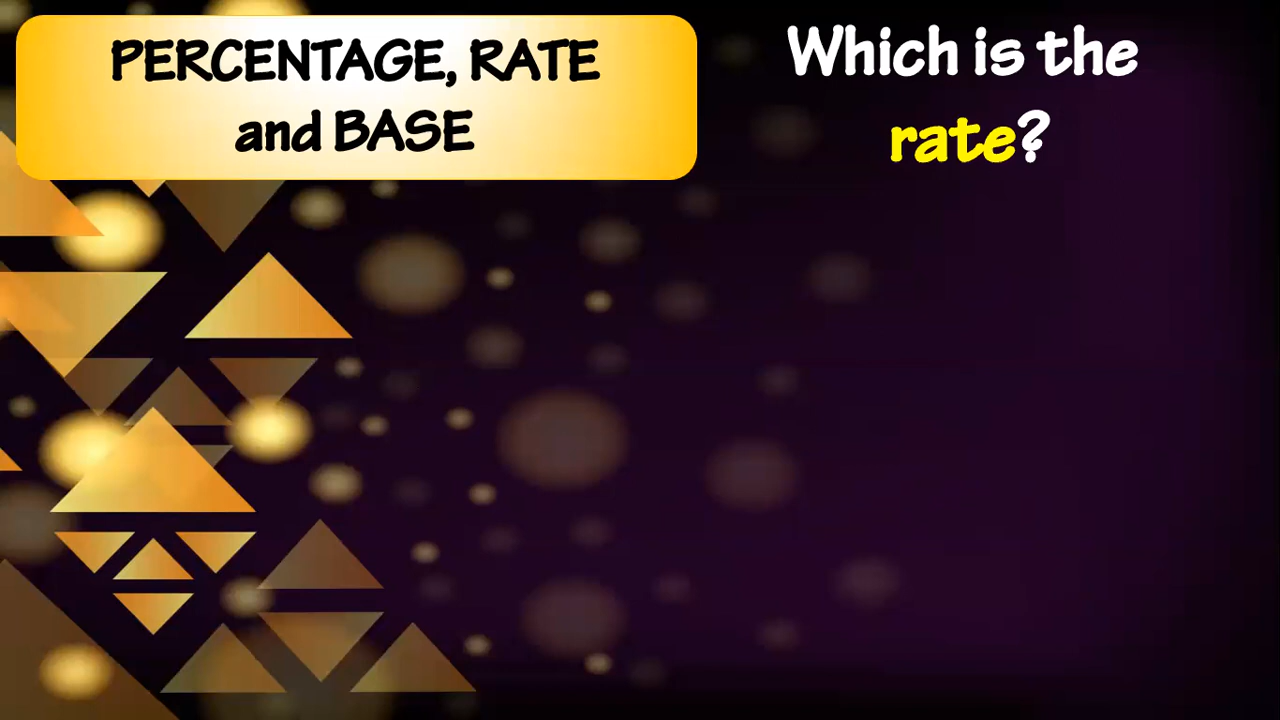 PERCENTAGE, RATE
and BASE
Which is the
rate?